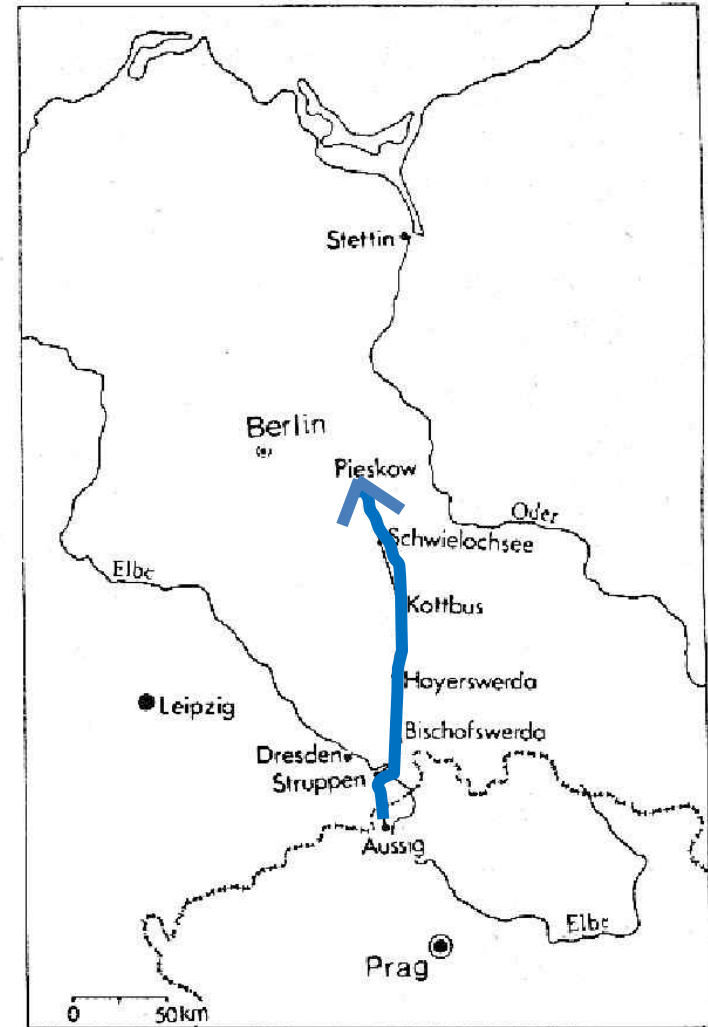 Stettin
Berlin
Pieskow
Oder
Schwielochsee
Elbe
Kottbus
Hoyerswerda
Leipzig
Bischofswerda
Dresden
Struppen
Aussig
Elbe
Prag
0 50km